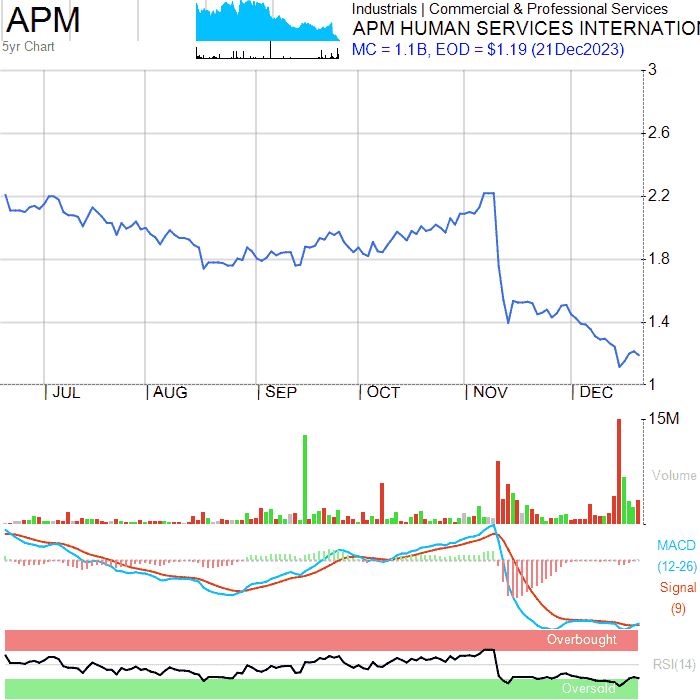 APM
5yr Chart
Industrials | Commercial & Professional Services
APM HUMAN SERVICES INTERNATIO
MC = 1.1B, EOD = $1.19 (21Dec2023)
3
2.6
2.2
1.8
1.4
1
JUL AUG SEP OCT NOV DEC
15M
Volume
MACD
(12-26)
Signal
(9)
Overbought
RSI(14)
Oversold